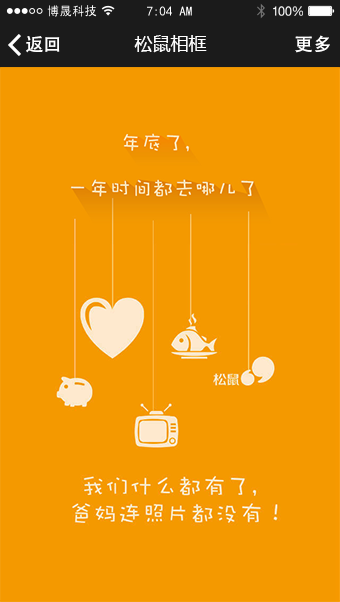 博晟科技 7:04 AM 100%
返回 松鼠相框 更多
年底了，
一年时间都去哪儿了
松鼠
我们什么都有了，
爸妈连照片都没有！